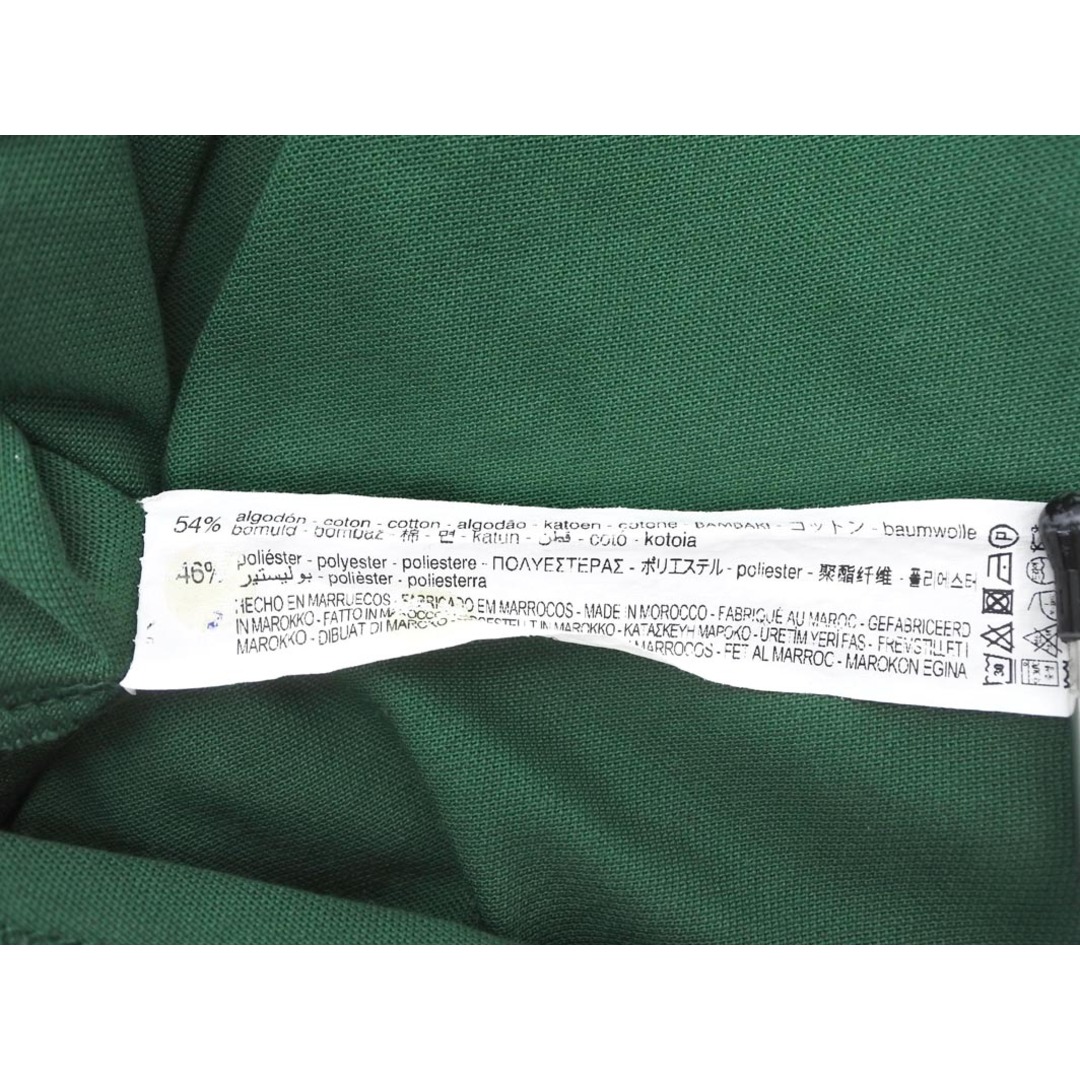 54% algodón - coton - cotton - algodão - katoen - cotone - ΒΑΜΒΑΚΙ - コットン - baumwolle
bomuld - bombaž - 棉 - 면 - katun - قطن - cotó - kotoia
46% poliéster - polyester - poliestere - ΠΟΛΥΕΣΤΕΡΑΣ - ポリエステル - poliester - 聚酯纤维 - 폴리에스터
بوليستير - polièster - poliesterra
HECHO EN MARRUECOS - FABRICADO EM MARROCOS - MADE IN MOROCCO - FABRIQUÉ AU MAROC - GEFABRICEERD
IN MAROKKO - FATTO IN MAROCCO - HERGESTELLT IN MAROKKO - ΚΑΤΑΣΚΕΥΗ ΜΑΡΟΚΟ - ÜRETİM YERİ FAS - FREMSTILLET I
MAROKKO - DIBUAT DI MAROKO - MARROCOS - FET AL MARROC - MAROKON EGINA
P
30